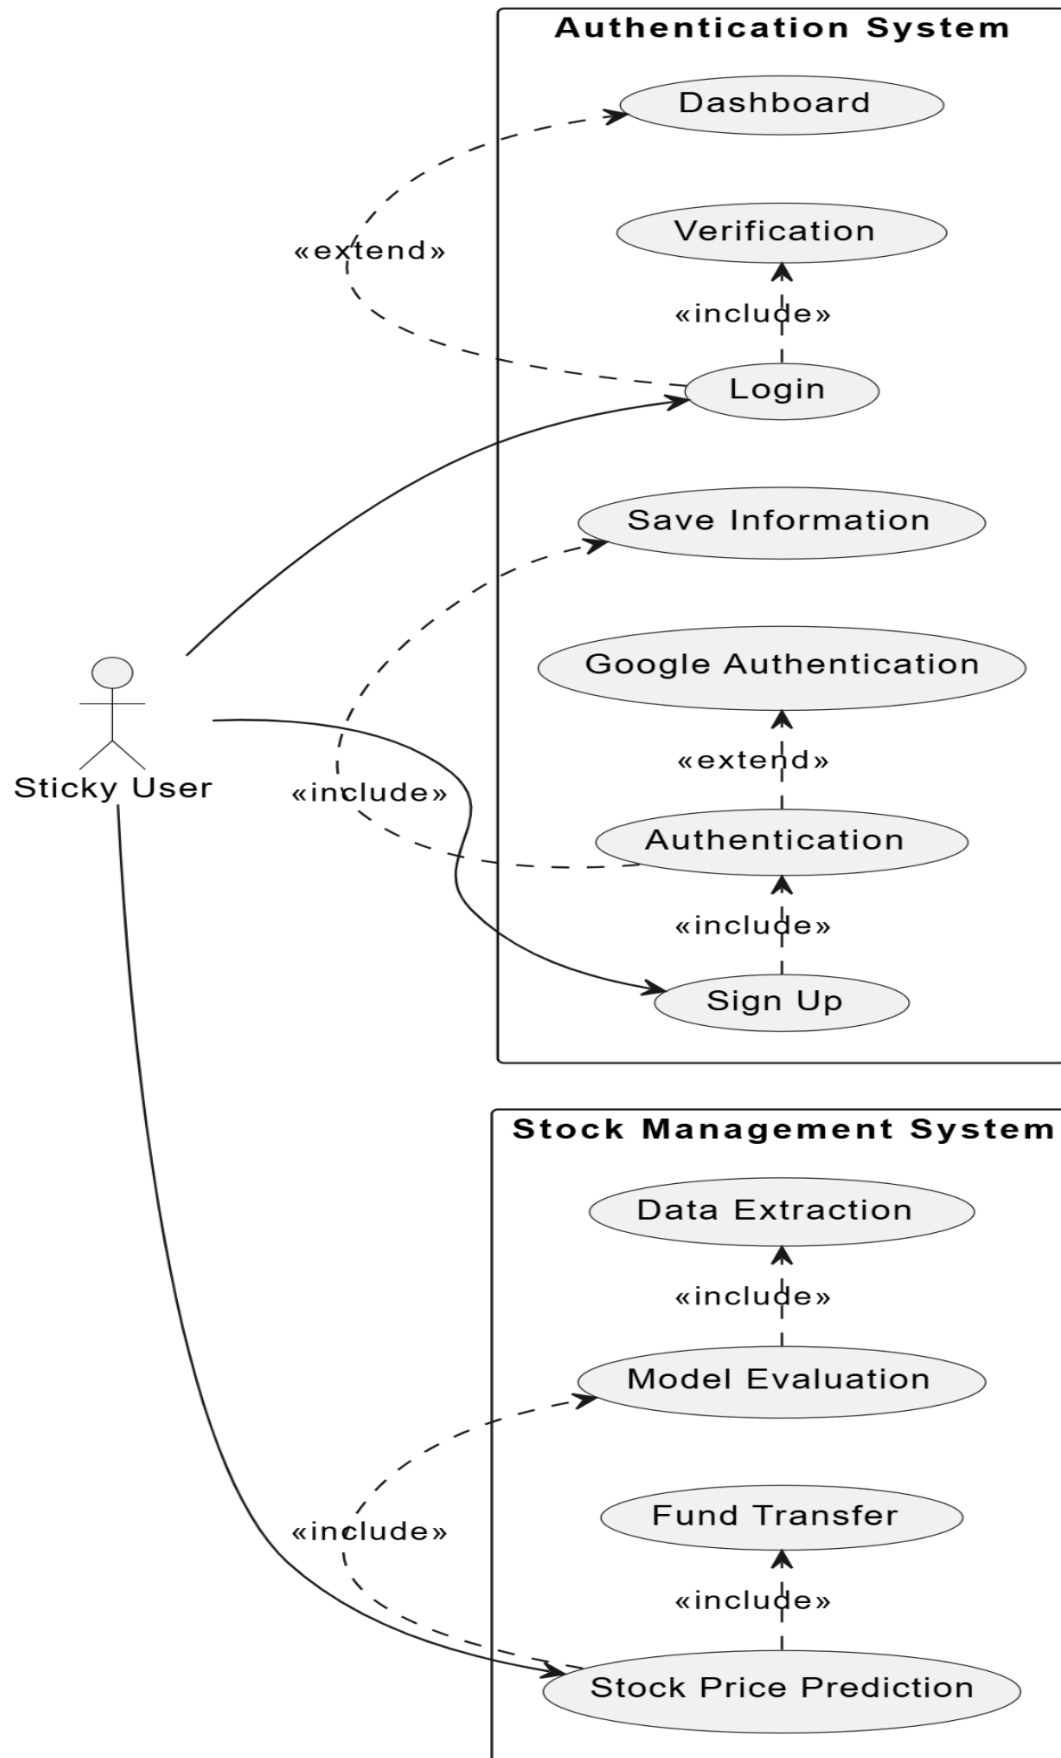 Authentication System
Dashboard
«extend»
Verification
«include»
Login
Save Information
Google Authentication
«extend»
Sticky User
«include»
Authentication
«include»
Sign Up
Stock Management System
Data Extraction
«include»
Model Evaluation
Fund Transfer
«include»
«include»
Stock Price Prediction